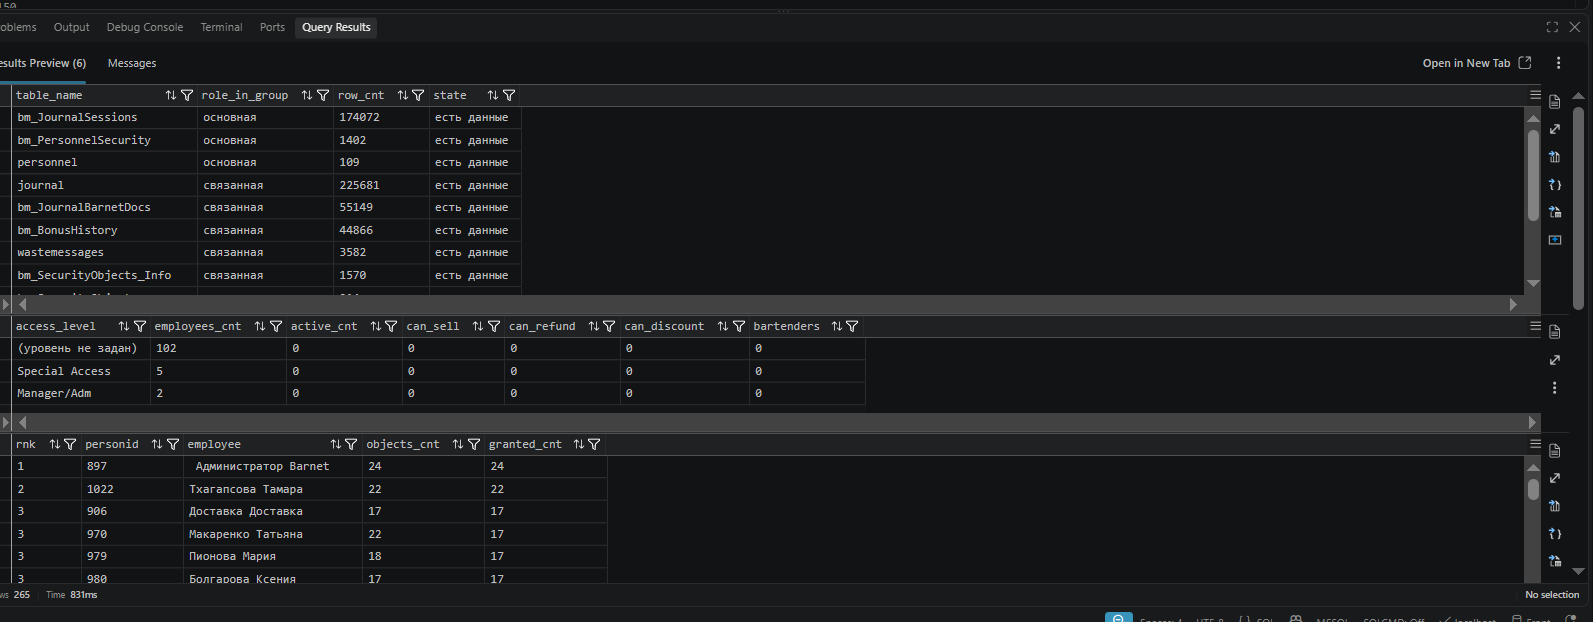 Output Debug Console Terminal Ports Query Results
Preview (6) Messages Open in New Tab
table_name role_in_group row_cnt state
bm_JournalSessions основная 174072 есть данные
bm_PersonnelSecurity основная 1402 есть данные
personnel основная 109 есть данные
journal связанная 225681 есть данные
bm_JournalBarnetDocs связанная 55149 есть данные
bm_BonusHistory связанная 44866 есть данные
wastemessages связанная 3582 есть данные
bm_SecurityObjects_Info связанная 1570 есть данные
access_level employees_cnt active_cnt can_sell can_refund can_discount bartenders
(уровень не задан) 102 0 0 0 0 0
Special Access 5 0 0 0 0 0
Manager/Adm 2 0 0 0 0 0
rnk personid employee objects_cnt granted_cnt
1 897 Администратор Barnet 24 24
2 1022 Тхагапсова Тамара 22 22
3 906 Доставка Доставка 17 17
3 970 Макаренко Татьяна 22 17
3 979 Пионова Мария 18 17
3 980 Болгарова Ксения 17 17
265 Time 831ms No selection